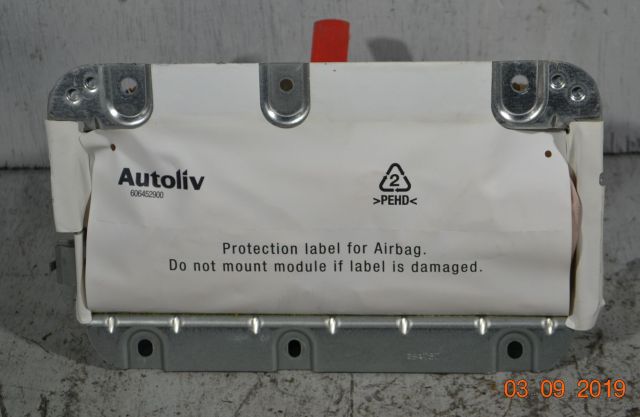 Autoliv
606452900
2
>PEHD<
Protection label for Airbag.
Do not mount module if label is damaged.
03 09 2019